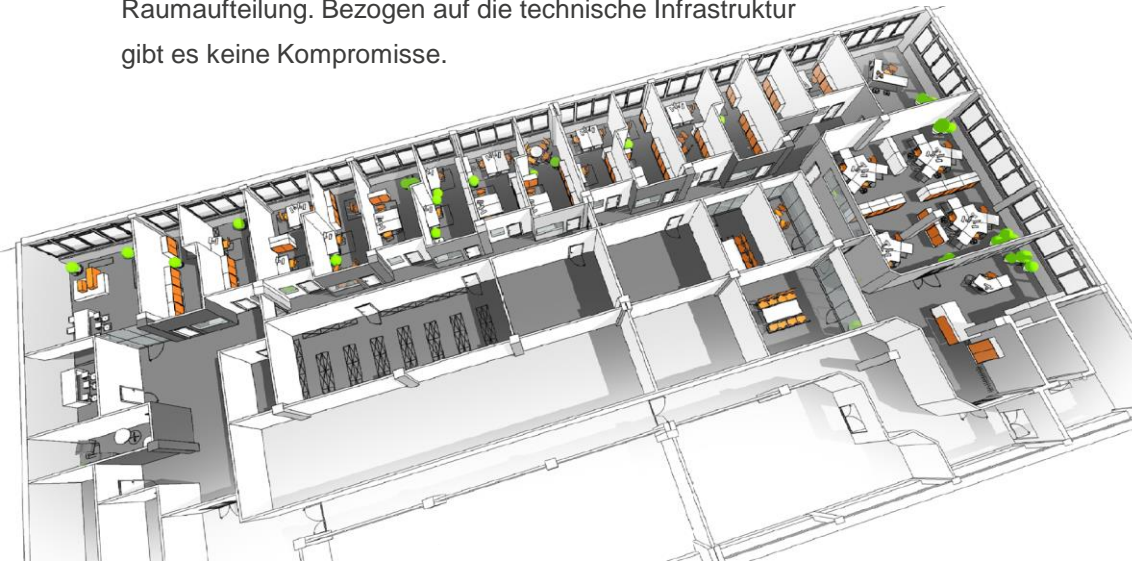 Raumaufteilung. Bezogen auf die technische Infrastruktur
gibt es keine Kompromisse.